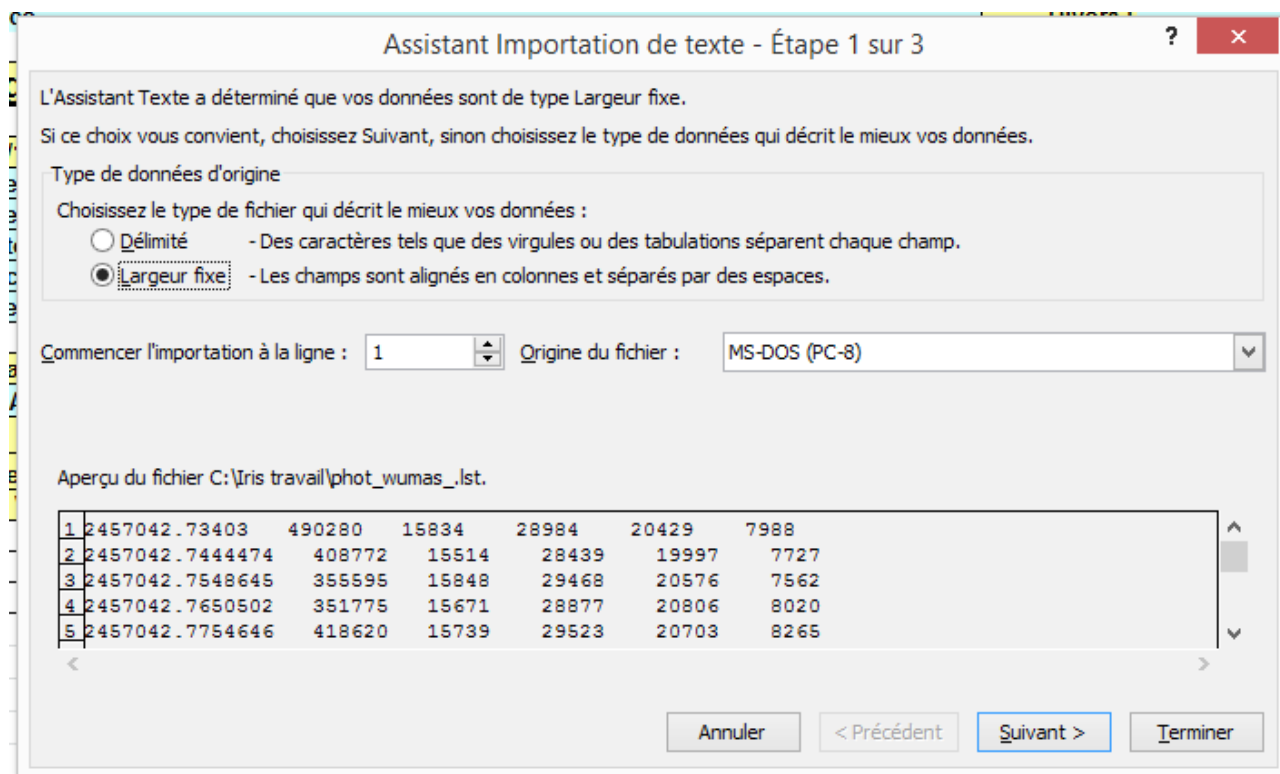 Assistant Importation de texte - Étape 1 sur 3 ?
L'Assistant Texte a déterminé que vos données sont de type Largeur fixe.
Si ce choix vous convient, choisissez Suivant, sinon choisissez le type de données qui décrit le mieux vos données.
Type de données d'origine
Choisissez le type de fichier qui décrit le mieux vos données :
Délimité - Des caractères tels que des virgules ou des tabulations séparent chaque champ.
Largeur fixe - Les champs sont alignés en colonnes et séparés par des espaces.
Commencer l'importation à la ligne : 1 Origine du fichier : MS-DOS (PC-8)
Aperçu du fichier C:\Iris travail\phot_wumas_.lst.
1 2457042.73403 490280 15834 28984 20429 7988
2 2457042.7444474 408772 15514 28439 19997 7727
3 2457042.7548645 355595 15848 29468 20576 7562
4 2457042.7650502 351775 15671 28877 20806 8020
5 2457042.7754646 418620 15739 29523 20703 8265
Annuler < Précédent Suivant > Terminer